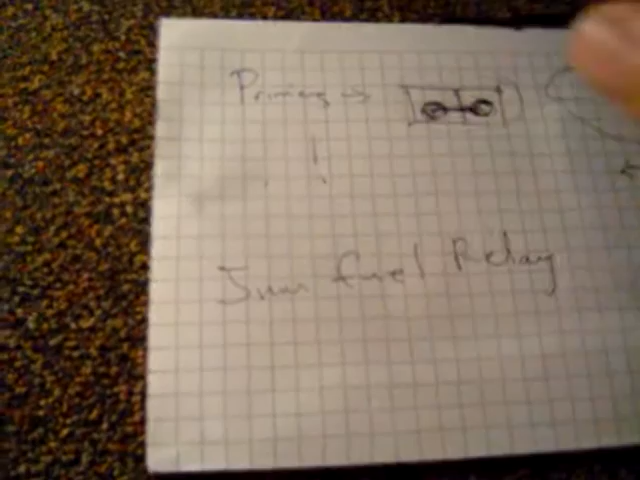 Priming →
fuel Relay